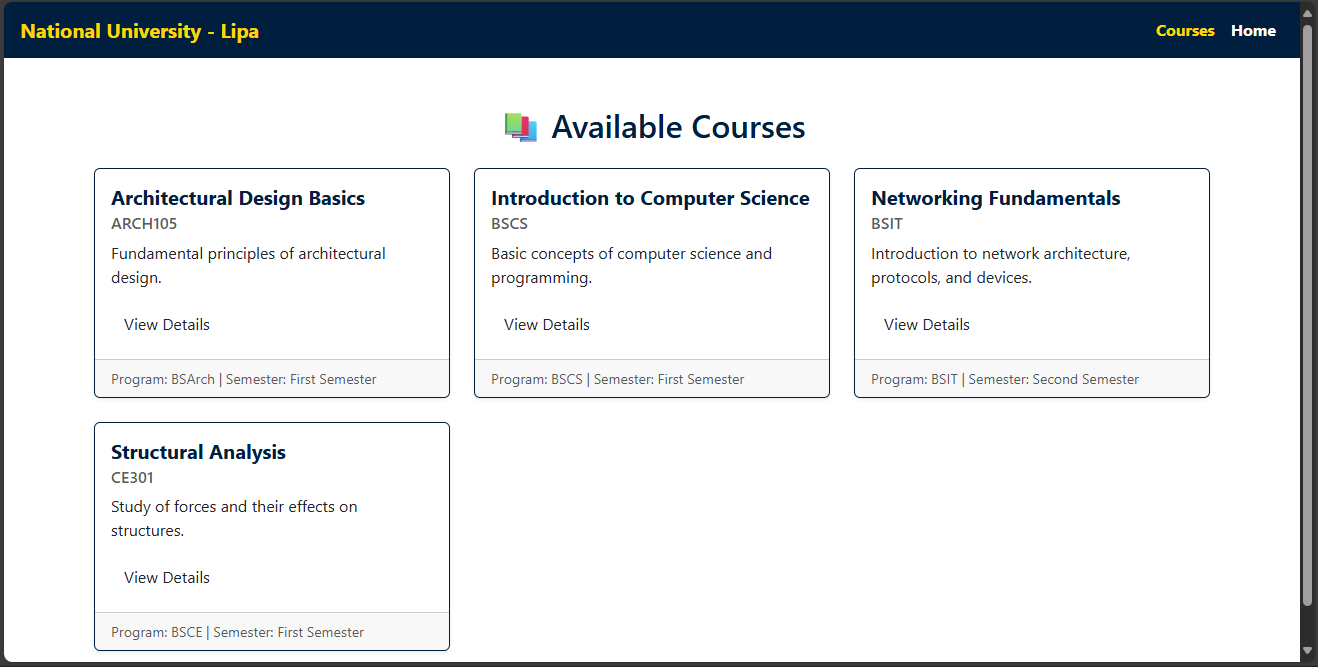 National University - Lipa
Courses Home
Available Courses
Architectural Design Basics
ARCH105
Fundamental principles of architectural
design.
View Details
Program: BSArch | Semester: First Semester
Introduction to Computer Science
BSCS
Basic concepts of computer science and
programming.
View Details
Program: BSCS | Semester: First Semester
Networking Fundamentals
BSIT
Introduction to network architecture,
protocols, and devices.
View Details
Program: BSIT | Semester: Second Semester
Structural Analysis
CE301
Study of forces and their effects on
structures.
View Details
Program: BSCE | Semester: First Semester